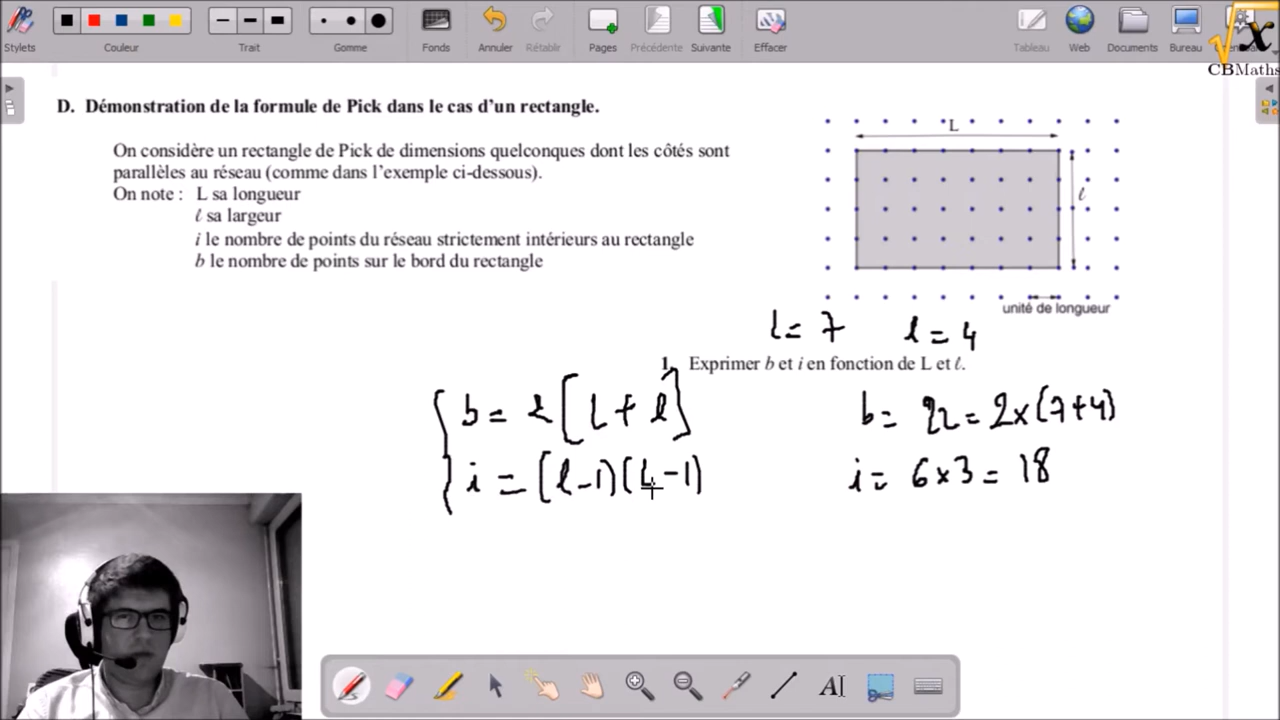 Stylets Couleur Trait Gomme Fonds Annuler Rétablir Pages Précédente Suivante Effacer Tableau Web Documents Bureau
CBMaths
D. Démonstration de la formule de Pick dans le cas d'un rectangle.
On considère un rectangle de Pick de dimensions quelconques dont les côtés sont
parallèles au réseau (comme dans l'exemple ci-dessous).
On note : L sa longueur
ℓ sa largeur
i le nombre de points du réseau strictement intérieurs au rectangle
b le nombre de points sur le bord du rectangle
L
ℓ
unité de longueur
L = 7 l = 4
1. Exprimer b et i en fonction de L et ℓ.
b = 2 [L + l]
i = (l-1)(L-1)
b = 22 = 2x(7+4)
i = 6x3 = 18
AI